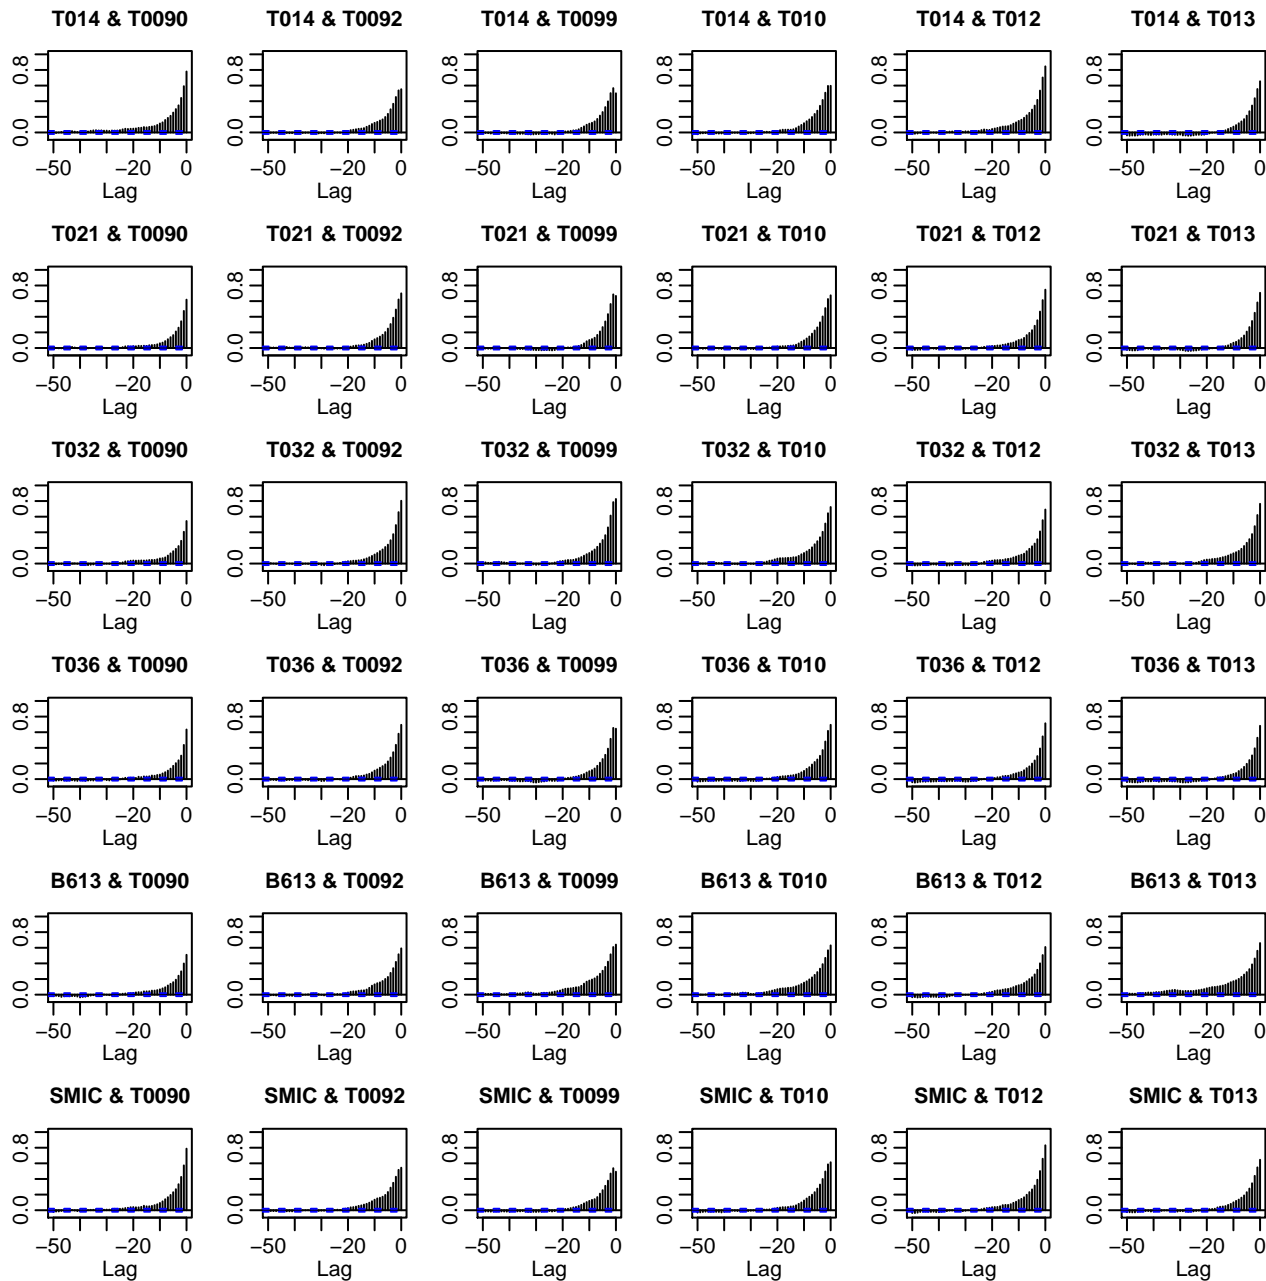 T014 & T0090 T014 & T0092 T014 & T0099 T014 & T010 T014 & T012 T014 & T013
0.0 0.8 0.0 0.8 0.0 0.8 0.0 0.8 0.0 0.8 0.0 0.8
−50 −20 0 −50 −20 0 −50 −20 0 −50 −20 0 −50 −20 0 −50 −20 0
Lag Lag Lag Lag Lag Lag
T021 & T0090 T021 & T0092 T021 & T0099 T021 & T010 T021 & T012 T021 & T013
0.0 0.8 0.0 0.8 0.0 0.8 0.0 0.8 0.0 0.8 0.0 0.8
−50 −20 0 −50 −20 0 −50 −20 0 −50 −20 0 −50 −20 0 −50 −20 0
Lag Lag Lag Lag Lag Lag
T032 & T0090 T032 & T0092 T032 & T0099 T032 & T010 T032 & T012 T032 & T013
0.0 0.8 0.0 0.8 0.0 0.8 0.0 0.8 0.0 0.8 0.0 0.8
−50 −20 0 −50 −20 0 −50 −20 0 −50 −20 0 −50 −20 0 −50 −20 0
Lag Lag Lag Lag Lag Lag
T036 & T0090 T036 & T0092 T036 & T0099 T036 & T010 T036 & T012 T036 & T013
0.0 0.8 0.0 0.8 0.0 0.8 0.0 0.8 0.0 0.8 0.0 0.8
−50 −20 0 −50 −20 0 −50 −20 0 −50 −20 0 −50 −20 0 −50 −20 0
Lag Lag Lag Lag Lag Lag
B613 & T0090 B613 & T0092 B613 & T0099 B613 & T010 B613 & T012 B613 & T013
0.0 0.8 0.0 0.8 0.0 0.8 0.0 0.8 0.0 0.8 0.0 0.8
−50 −20 0 −50 −20 0 −50 −20 0 −50 −20 0 −50 −20 0 −50 −20 0
Lag Lag Lag Lag Lag Lag
SMIC & T0090 SMIC & T0092 SMIC & T0099 SMIC & T010 SMIC & T012 SMIC & T013
0.0 0.8 0.0 0.8 0.0 0.8 0.0 0.8 0.0 0.8 0.0 0.8
−50 −20 0 −50 −20 0 −50 −20 0 −50 −20 0 −50 −20 0 −50 −20 0
Lag Lag Lag Lag Lag Lag